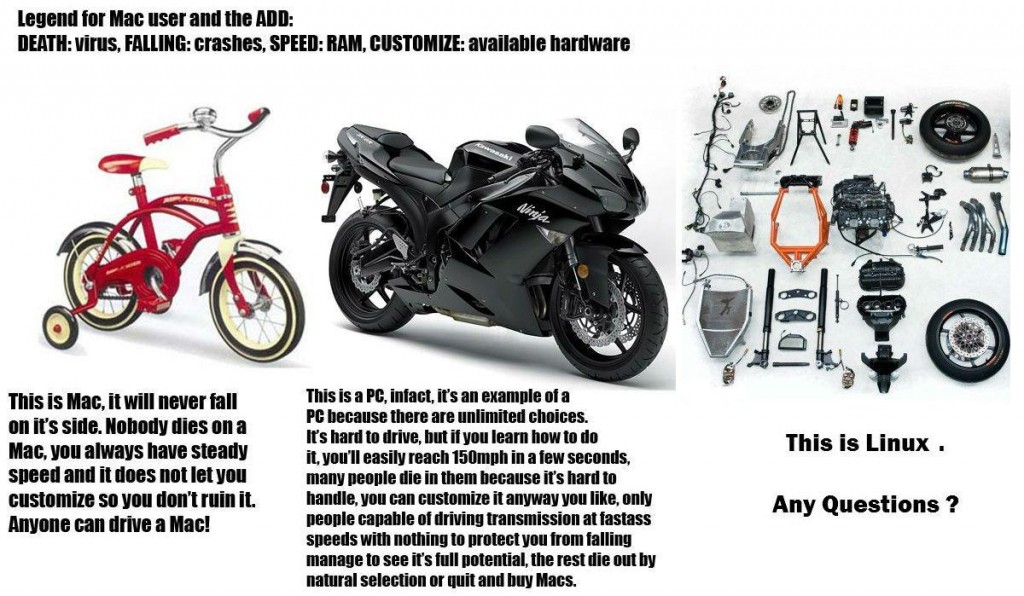 Legend for Mac user and the ADD:
DEATH: virus, FALLING: crashes, SPEED: RAM, CUSTOMIZE: available hardware
Kawasaki
Ninja
This is Mac, it will never fall
on it's side. Nobody dies on a
Mac, you always have steady
speed and it does not let you
customize so you don't ruin it.
Anyone can drive a Mac!
This is a PC, infact, it's an example of a
PC because there are unlimited choices.
It's hard to drive, but if you learn how to do
it, you'll easily reach 150mph in a few seconds,
many people die in them because it's hard to
handle, you can customize it anyway you like, only
people capable of driving transmission at fastass
speeds with nothing to protect you from falling
manage to see it's full potential, the rest die out by
natural selection or quit and buy Macs.
This is Linux .
Any Questions ?